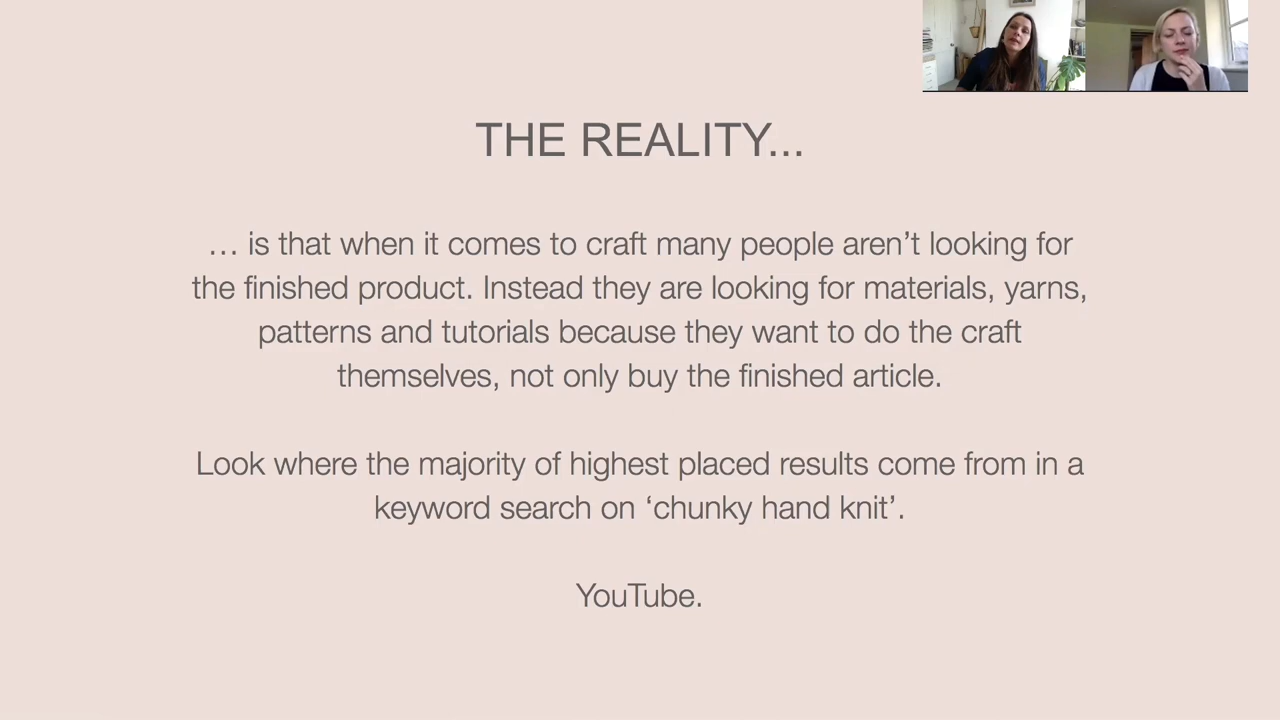 THE REALITY...
… is that when it comes to craft many people aren’t looking for
the finished product. Instead they are looking for materials, yarns,
patterns and tutorials because they want to do the craft
themselves, not only buy the finished article.
Look where the majority of highest placed results come from in a
keyword search on ‘chunky hand knit’.
YouTube.